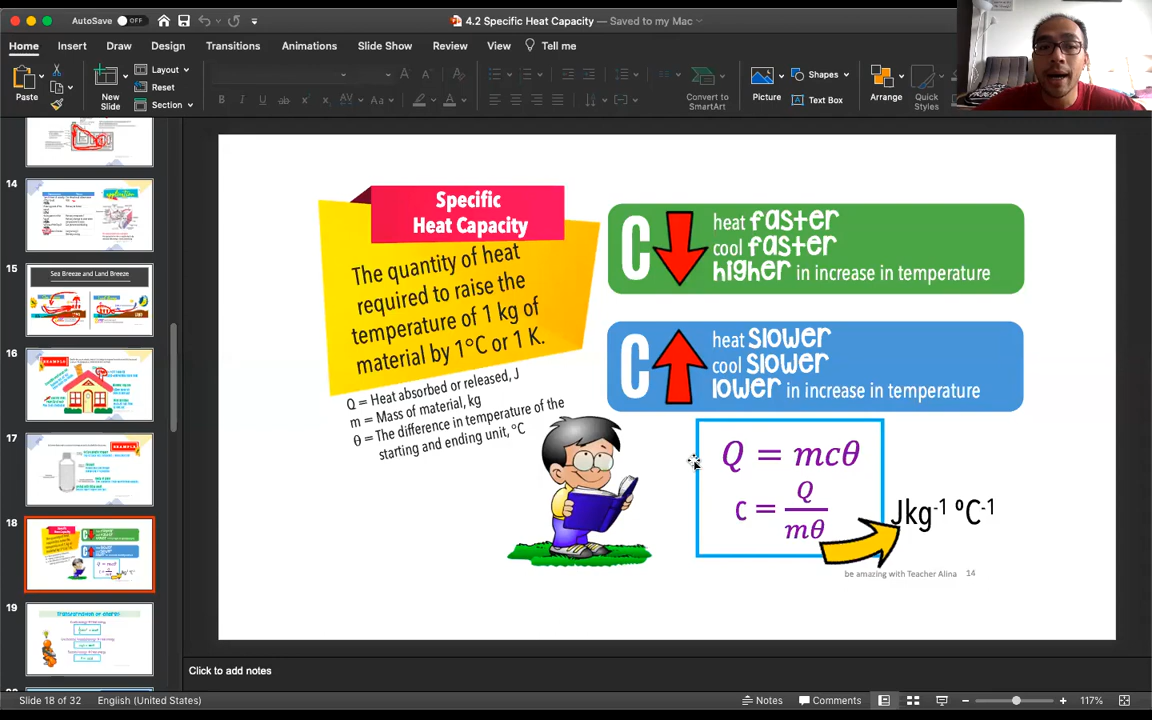 AutoSave OFF
4.2 Specific Heat Capacity — Saved to my Mac
Home Insert Draw Design Transitions Animations Slide Show Review View Tell me
Paste
New Slide
Layout
Reset
Section
Convert to SmartArt
Picture
Shapes
Text Box
Arrange
Quick Styles
14
15
Sea Breeze and Land Breeze
16
EXAMPLE
17
EXAMPLE
18
19
Specific
Heat Capacity
The quantity of heat
required to raise the
temperature of 1 kg of
material by 1°C or 1 K.
Q = Heat absorbed or released, J
m = Mass of material, kg
θ = The difference in temperature of the
starting and ending unit, °C
C
heat faster
cool faster
higher in increase in temperature
C
heat slower
cool slower
lower in increase in temperature
Q = mcθ
c = Q/mθ
Jkg⁻¹ ⁰C⁻¹
be amazing with Teacher Alina 14
Click to add notes
Slide 18 of 32 English (United States)
Notes Comments 117%